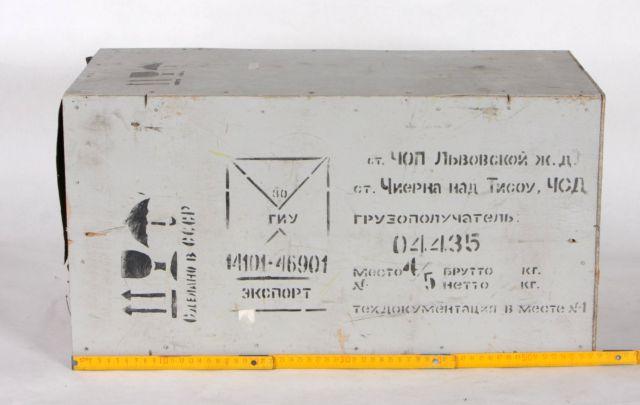 СДЕЛАНО В СССР
30
ГИУ
14101-46901
ЭКСПОРТ
ст. ЧОП Львовской ж.д.
ст. Чиерна над Тисоу, ЧСД
ГРУЗОПОЛУЧАТЕЛЬ:
04435
Место № 4/5 БРУТТО КГ.
НЕТТО КГ.
ТЕХДОКУМЕНТАЦИЯ В МЕСТЕ №1